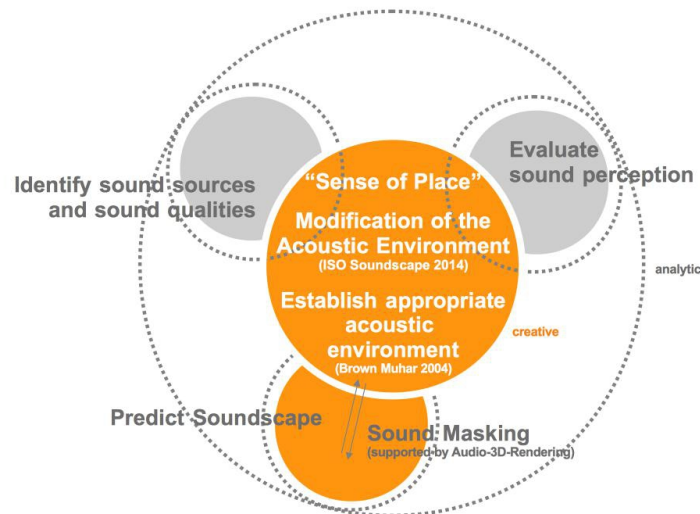 Identify sound sources
and sound qualities
Evaluate
sound perception
“Sense of Place”
Modification of the
Acoustic Environment
(ISO Soundscape 2014)
Establish appropriate
acoustic
environment
(Brown Muhar 2004)
analytic
creative
Predict Soundscape
Sound Masking
(supported by Audio-3D-Rendering)